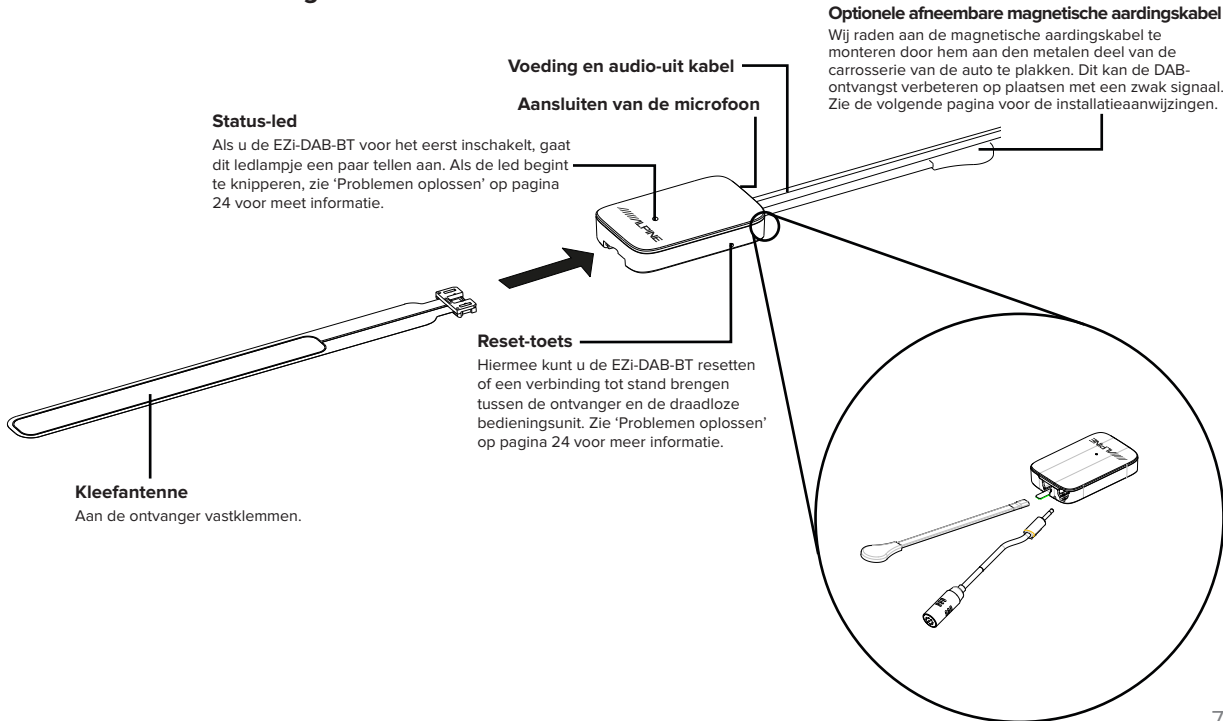 Optionele afneembare magnetische aardingskabel
Wij raden aan de magnetische aardingskabel te
monteren door hem aan den metalen deel van de
carrosserie van de auto te plakken. Dit kan de DAB-
ontvangst verbeteren op plaatsen met een zwak signaal.
Zie de volgende pagina voor de installatieaanwijzingen.
Voeding en audio-uit kabel
Aansluiten van de microfoon
Status-led
Als u de EZi-DAB-BT voor het eerst inschakelt, gaat
dit ledlampje een paar tellen aan. Als de led begint
te knipperen, zie ‘Problemen oplossen’ op pagina
24 voor meet informatie.
ALPINE
Reset-toets
Hiermee kunt u de EZi-DAB-BT resetten
of een verbinding tot stand brengen
tussen de ontvanger en de draadloze
bedieningsunit. Zie ‘Problemen oplossen’
op pagina 24 voor meer informatie.
Kleefantenne
Aan de ontvanger vastklemmen.
ALPINE
7